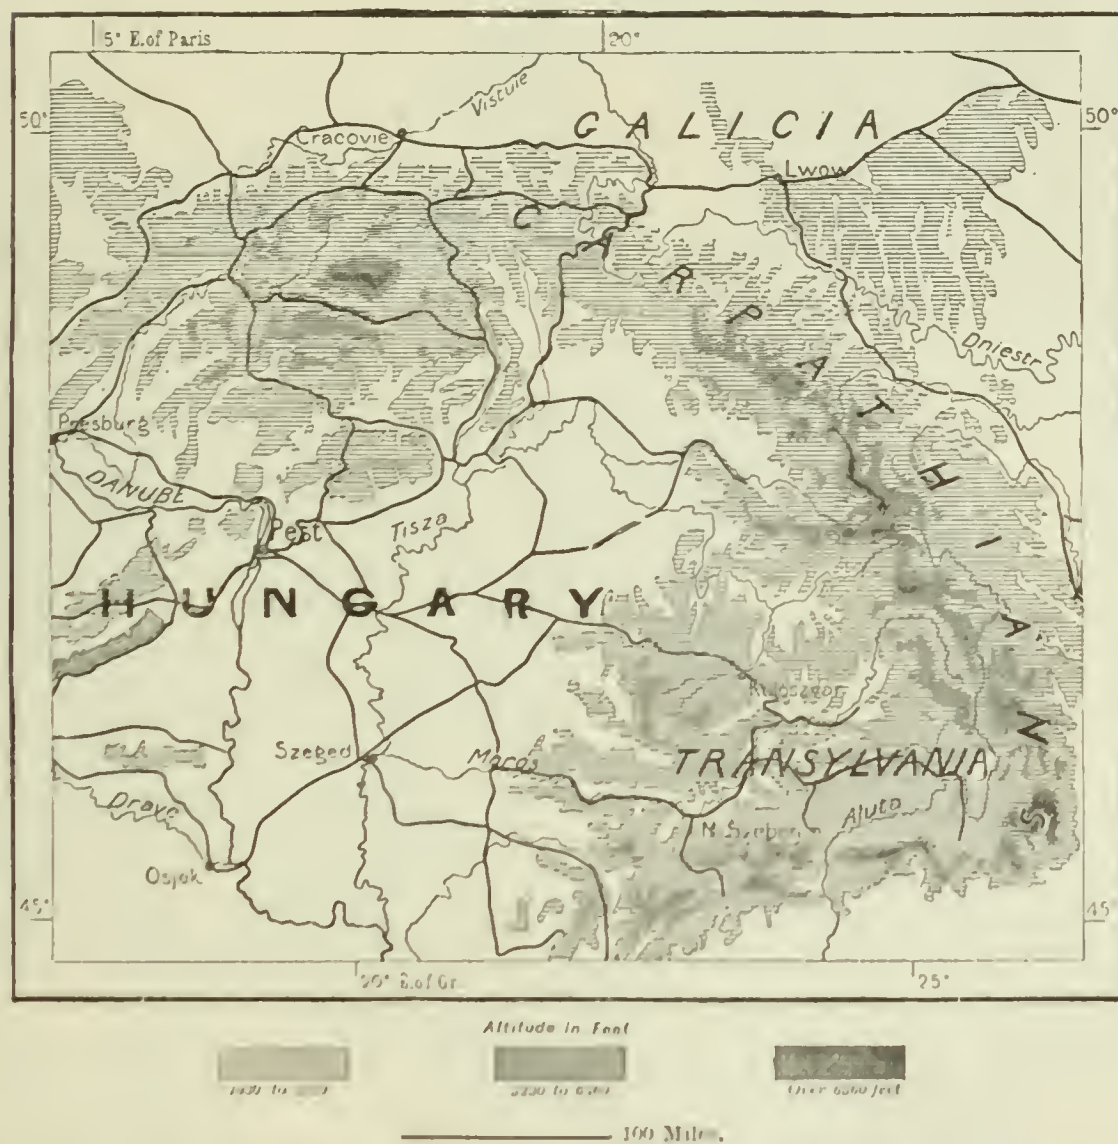 5° E.of Paris
20°
50°
50°
Vistule
GALICIA
Cracovie
Lwow
CARPATHIANS
Dniestr
Presburg
DANUBE
Tisza
Pest
HUNGARY
Szeged
Maros
TRANSYLVANIA
Drave
Aluta
N. Szeben
Osjek
45°
45°
20° E.of Gr.
25°
Altitude in Feet
Over 6560 feet
100 Miles.